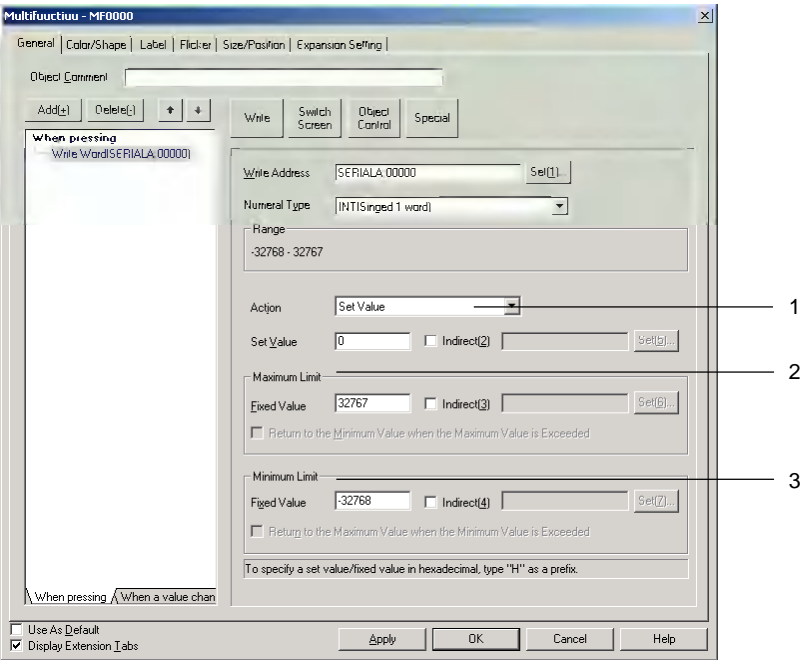 Multifuuctiuu - MF0000
General Color/Shape Label Flicker Size/Position Expansion Setting
Object Comment
Add(+) Delete(-) Write Switch Screen Object Control Special
When pressing
Write Word(SERIALA:00000)
Write Address SERIALA:00000 Set(1)...
Numeral Type INT(Singed 1 word)
Range
-32768 - 32767
Action Set Value 1
Set Value 0 Indirect(2) Set(5)...
Maximum Limit 2
Fixed Value 32767 Indirect(3) Set(6)...
Return to the Minimum Value when the Maximum Value is Exceeded
Minimum Limit 3
Fixed Value -32768 Indirect(4) Set(7)...
Return to the Maximum Value when the Minimum Value is Exceeded
To specify a set value/fixed value in hexadecimal, type "H" as a prefix.
When pressing When a value chan
Use As Default
Display Extension Tabs
Apply OK Cancel Help